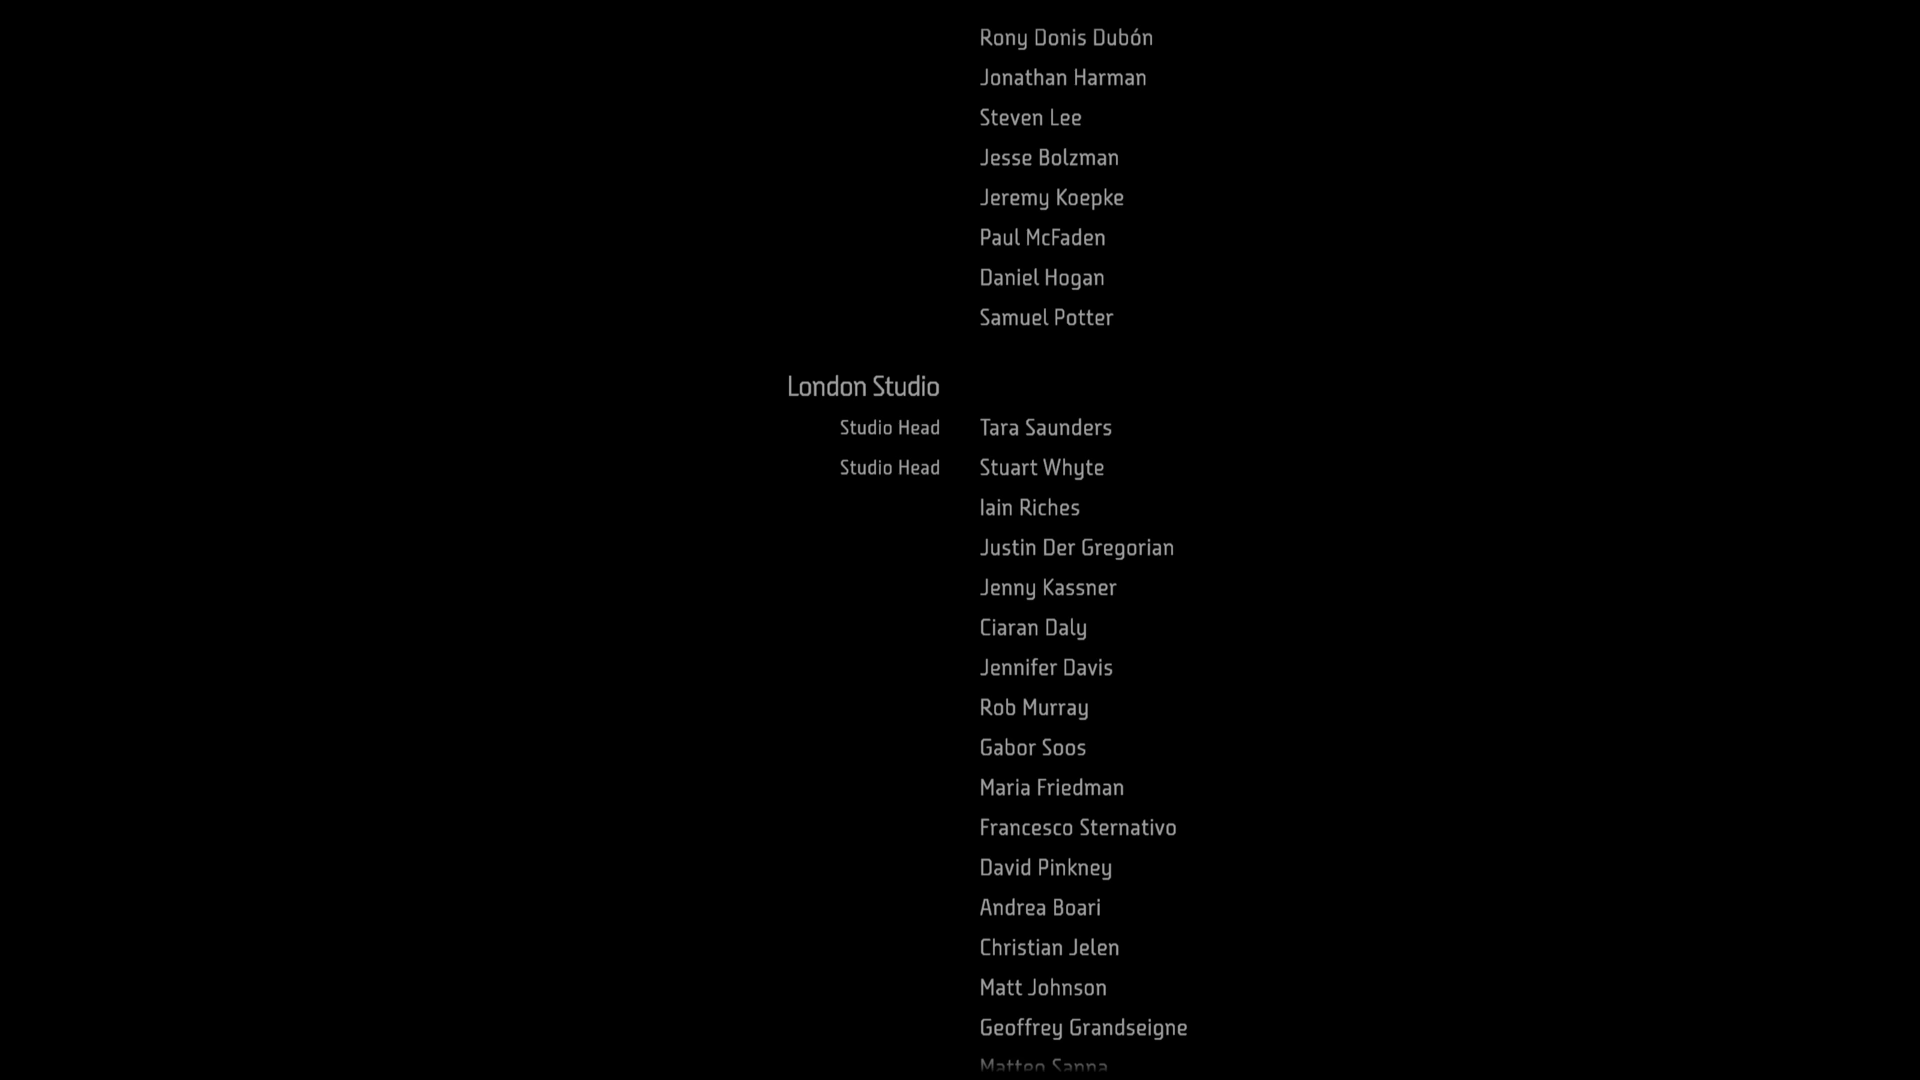 Rony Donis Dubón
Jonathan Harman
Steven Lee
Jesse Bolzman
Jeremy Koepke
Paul McFaden
Daniel Hogan
Samuel Potter
London Studio
Studio Head Tara Saunders
Studio Head Stuart Whyte
Iain Riches
Justin Der Gregorian
Jenny Kassner
Ciaran Daly
Jennifer Davis
Rob Murray
Gabor Soos
Maria Friedman
Francesco Sternativo
David Pinkney
Andrea Boari
Christian Jelen
Matt Johnson
Geoffrey Grandseigne
Matteo Sanna